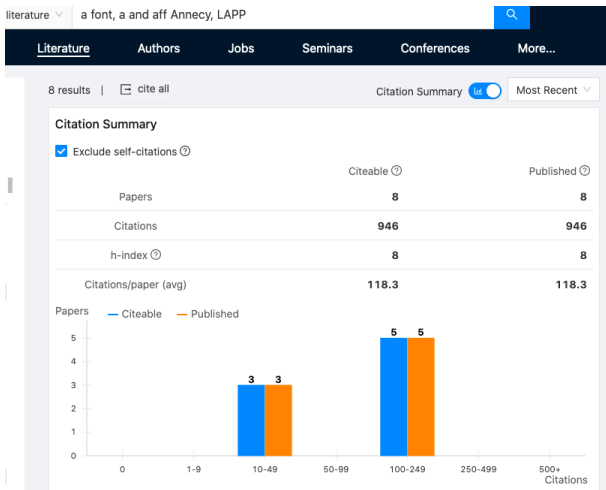 literature a font, a and aff Annecy, LAPP
Literature Authors Jobs Seminars Conferences More...
8 results | cite all Citation Summary Most Recent
Citation Summary
Exclude self-citations
Citeable Published
Papers 8 8
Citations 946 946
h-index 8 8
Citations/paper (avg) 118.3 118.3
Papers Citeable Published
5 5
5
4
3 3
3
2
1
0
0 1-9 10-49 50-99 100-249 250-499 500+
Citations